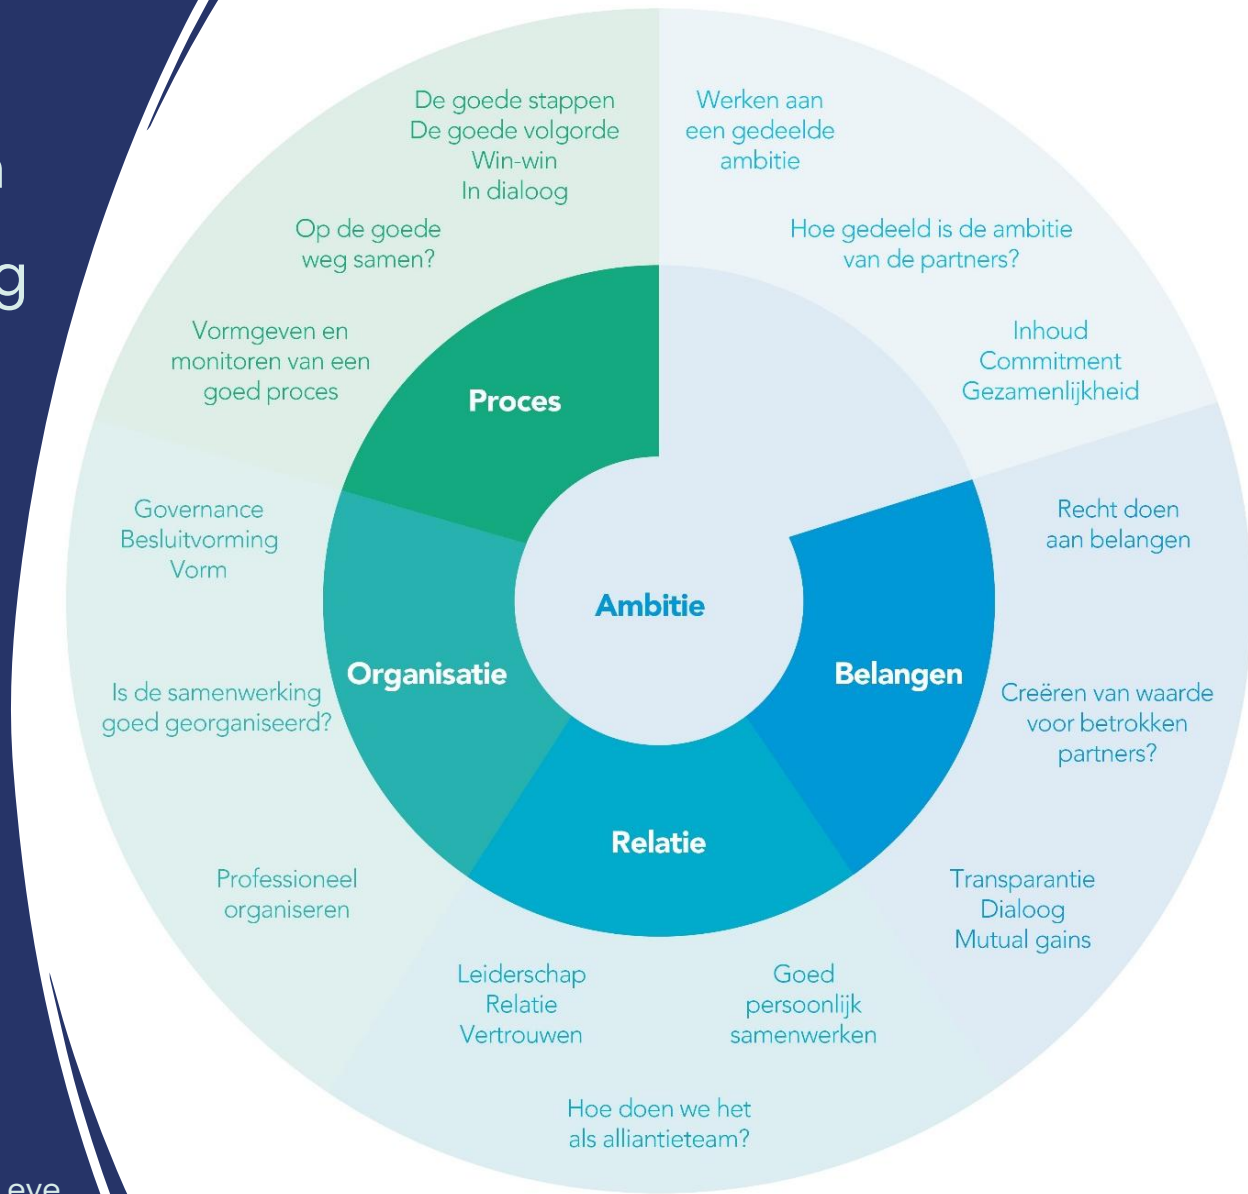 De goede stappen
De goede volgorde
Win-win
In dialoog
Op de goede
weg samen?
Vormgeven en
monitoren van een
goed proces
Proces
Werken aan
een gedeelde
ambitie
Hoe gedeeld is de ambitie
van de partners?
Inhoud
Commitment
Gezamenlijkheid
Ambitie
Recht doen
aan belangen
Creëren van waarde
voor betrokken
partners?
Transparantie
Dialoog
Mutual gains
Belangen
Relatie
Goed
persoonlijk
samenwerken
Hoe doen we het
als alliantieteam?
Leiderschap
Relatie
Vertrouwen
Organisatie
Governance
Besluitvorming
Vorm
Is de samenwerking
goed georganiseerd?
Professioneel
organiseren